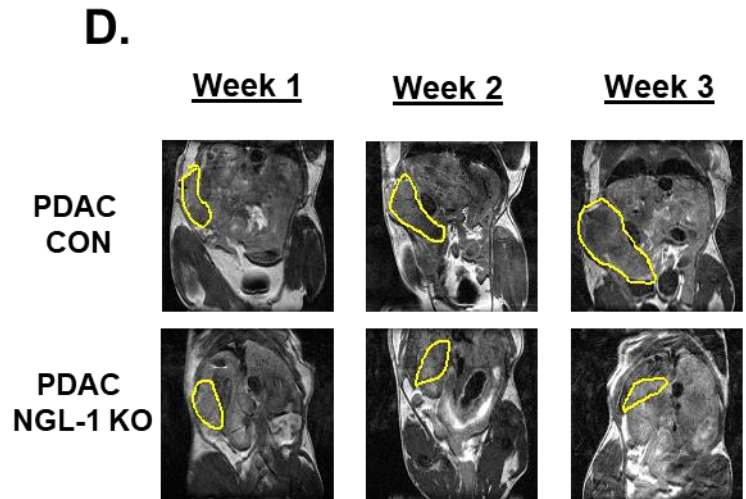 D.
Week 1
Week 2
Week 3
PDAC
CON
PDAC
NGL-1 KO